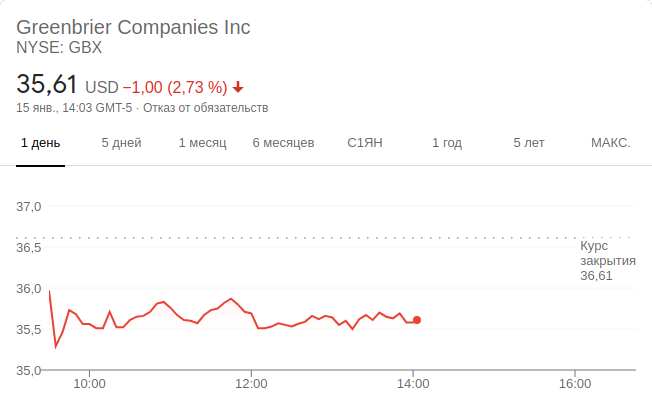 Greenbrier Companies Inc
NYSE: GBX
35,61 USD −1,00 (2,73 %)
15 янв., 14:03 GMT-5 · Отказ от обязательств
1 день 5 дней 1 месяц 6 месяцев С1ЯН 1 год 5 лет МАКС.
37,0
36,5
Курс
закрытия
36,61
36,0
35,5
35,0
10:00 12:00 14:00 16:00